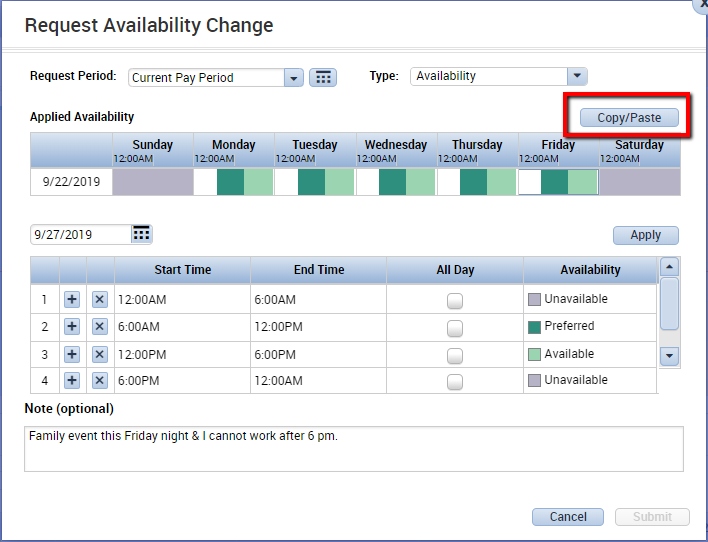 Request Availability Change
Request Period: Current Pay Period Type: Availability
Applied Availability Copy/Paste
Sunday Monday Tuesday Wednesday Thursday Friday Saturday
12:00AM 12:00AM 12:00AM 12:00AM 12:00AM 12:00AM 12:00AM
9/22/2019
9/27/2019 Apply
Start Time End Time All Day Availability
1 + × 12:00AM 6:00AM Unavailable
2 + × 6:00AM 12:00PM Preferred
3 + × 12:00PM 6:00PM Available
4 + × 6:00PM 12:00AM Unavailable
Note (optional)
Family event this Friday night & I cannot work after 6 pm.
Cancel Submit